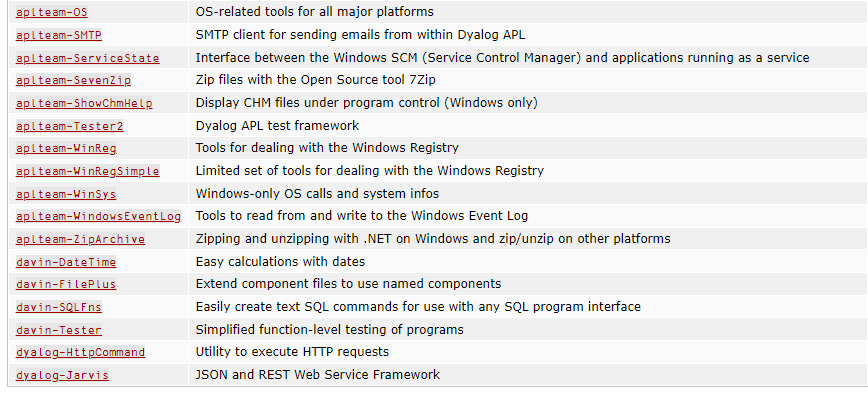 aplteam-OS OS-related tools for all major platforms
aplteam-SMTP SMTP client for sending emails from within Dyalog APL
aplteam-ServiceState Interface between the Windows SCM (Service Control Manager) and applications running as a service
aplteam-SevenZip Zip files with the Open Source tool 7Zip
aplteam-ShowChmHelp Display CHM files under program control (Windows only)
aplteam-Tester2 Dyalog APL test framework
aplteam-WinReg Tools for dealing with the Windows Registry
aplteam-WinRegSimple Limited set of tools for dealing with the Windows Registry
aplteam-WinSys Windows-only OS calls and system infos
aplteam-WindowsEventLog Tools to read from and write to the Windows Event Log
aplteam-ZipArchive Zipping and unzipping with .NET on Windows and zip/unzip on other platforms
davin-DateTime Easy calculations with dates
davin-FilePlus Extend component files to use named components
davin-SQLFns Easily create text SQL commands for use with any SQL program interface
davin-Tester Simplified function-level testing of programs
dyalog-HttpCommand Utility to execute HTTP requests
dyalog-Jarvis JSON and REST Web Service Framework